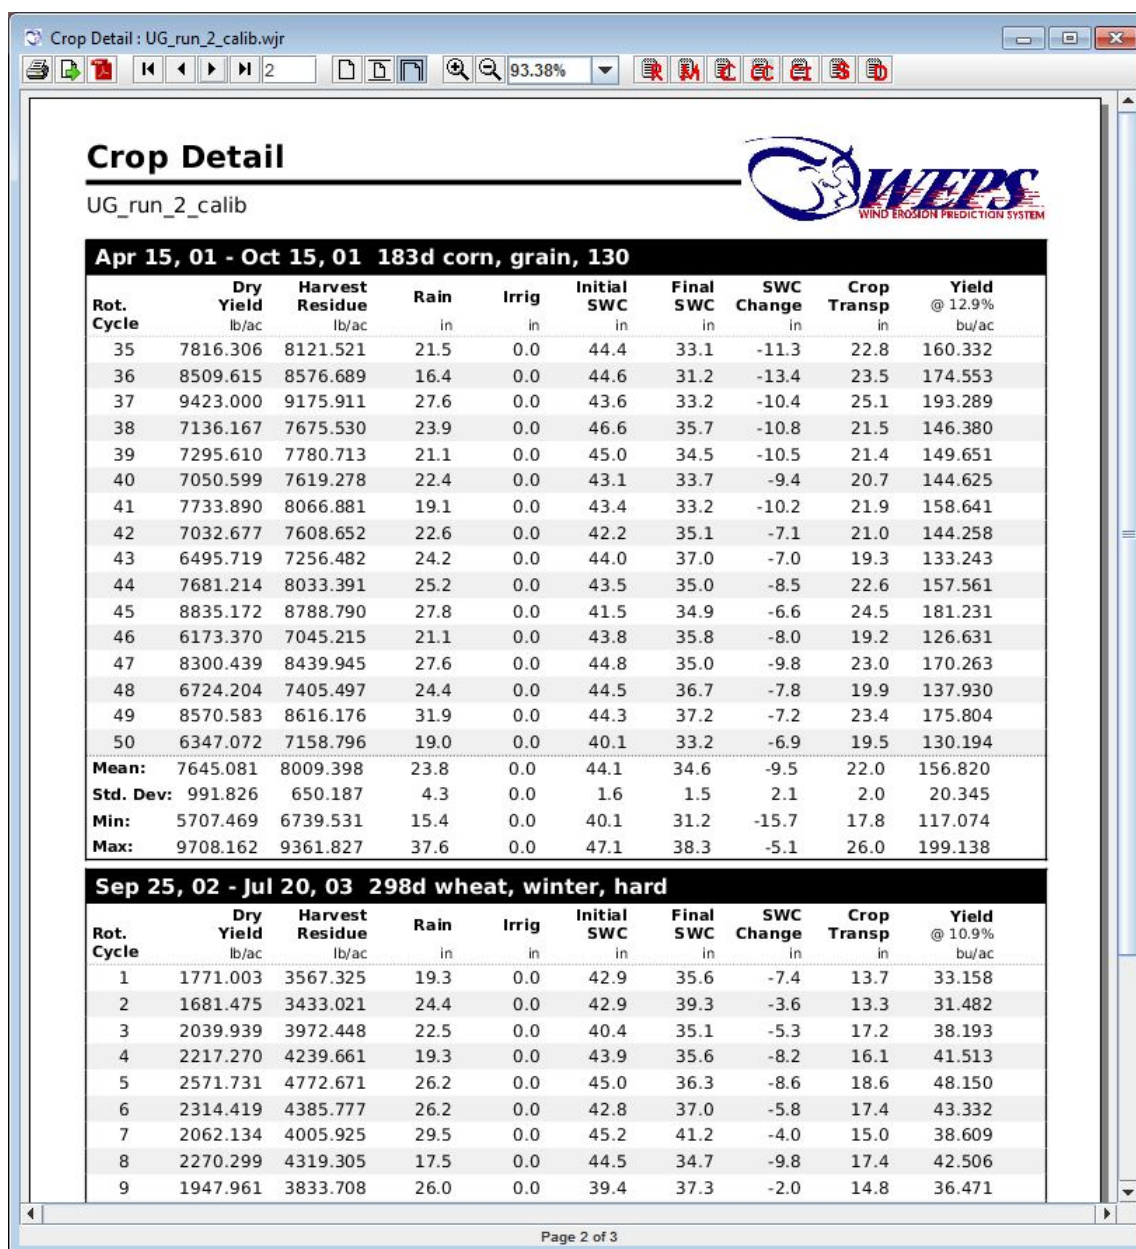 Crop Detail : UG_run_2_calib.wjr
2
93.38%
R M C C C S D
Crop Detail
WEPS
WIND EROSION PREDICTION SYSTEM
UG_run_2_calib
Apr 15, 01 - Oct 15, 01 183d corn, grain, 130
Rot. Cycle Dry Yield lb/ac Harvest Residue lb/ac Rain in Irrig in Initial SWC in Final SWC in SWC Change in Crop Transp in Yield @ 12.9% bu/ac
35 7816.306 8121.521 21.5 0.0 44.4 33.1 -11.3 22.8 160.332
36 8509.615 8576.689 16.4 0.0 44.6 31.2 -13.4 23.5 174.553
37 9423.000 9175.911 27.6 0.0 43.6 33.2 -10.4 25.1 193.289
38 7136.167 7675.530 23.9 0.0 46.6 35.7 -10.8 21.5 146.380
39 7295.610 7780.713 21.1 0.0 45.0 34.5 -10.5 21.4 149.651
40 7050.599 7619.278 22.4 0.0 43.1 33.7 -9.4 20.7 144.625
41 7733.890 8066.881 19.1 0.0 43.4 33.2 -10.2 21.9 158.641
42 7032.677 7608.652 22.6 0.0 42.2 35.1 -7.1 21.0 144.258
43 6495.719 7256.482 24.2 0.0 44.0 37.0 -7.0 19.3 133.243
44 7681.214 8033.391 25.2 0.0 43.5 35.0 -8.5 22.6 157.561
45 8835.172 8788.790 27.8 0.0 41.5 34.9 -6.6 24.5 181.231
46 6173.370 7045.215 21.1 0.0 43.8 35.8 -8.0 19.2 126.631
47 8300.439 8439.945 27.6 0.0 44.8 35.0 -9.8 23.0 170.263
48 6724.204 7405.497 24.4 0.0 44.5 36.7 -7.8 19.9 137.930
49 8570.583 8616.176 31.9 0.0 44.3 37.2 -7.2 23.4 175.804
50 6347.072 7158.796 19.0 0.0 40.1 33.2 -6.9 19.5 130.194
Mean: 7645.081 8009.398 23.8 0.0 44.1 34.6 -9.5 22.0 156.820
Std. Dev: 991.826 650.187 4.3 0.0 1.6 1.5 2.1 2.0 20.345
Min: 5707.469 6739.531 15.4 0.0 40.1 31.2 -15.7 17.8 117.074
Max: 9708.162 9361.827 37.6 0.0 47.1 38.3 -5.1 26.0 199.138
Sep 25, 02 - Jul 20, 03 298d wheat, winter, hard
Rot. Cycle Dry Yield lb/ac Harvest Residue lb/ac Rain in Irrig in Initial SWC in Final SWC in SWC Change in Crop Transp in Yield @ 10.9% bu/ac
1 1771.003 3567.325 19.3 0.0 42.9 35.6 -7.4 13.7 33.158
2 1681.475 3433.021 24.4 0.0 42.9 39.3 -3.6 13.3 31.482
3 2039.939 3972.448 22.5 0.0 40.4 35.1 -5.3 17.2 38.193
4 2217.270 4239.661 19.3 0.0 43.9 35.6 -8.2 16.1 41.513
5 2571.731 4772.671 26.2 0.0 45.0 36.3 -8.6 18.6 48.150
6 2314.419 4385.777 26.2 0.0 42.8 37.0 -5.8 17.4 43.332
7 2062.134 4005.925 29.5 0.0 45.2 41.2 -4.0 15.0 38.609
8 2270.299 4319.305 17.5 0.0 44.5 34.7 -9.8 17.4 42.506
9 1947.961 3833.708 26.0 0.0 39.4 37.3 -2.0 14.8 36.471
Page 2 of 3